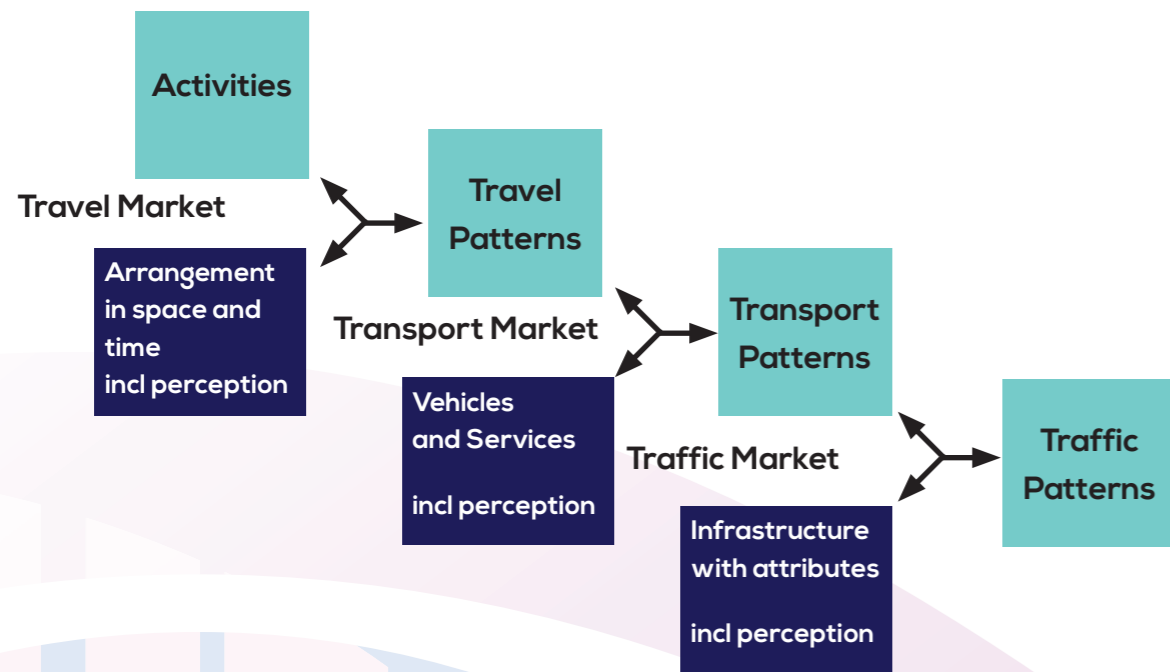 Activities
Travel Market
Arrangement
in space and
time
incl perception
Travel
Patterns
Transport Market
Vehicles
and Services
incl perception
Transport
Patterns
Traffic Market
Infrastructure
with attributes
incl perception
Traffic
Patterns